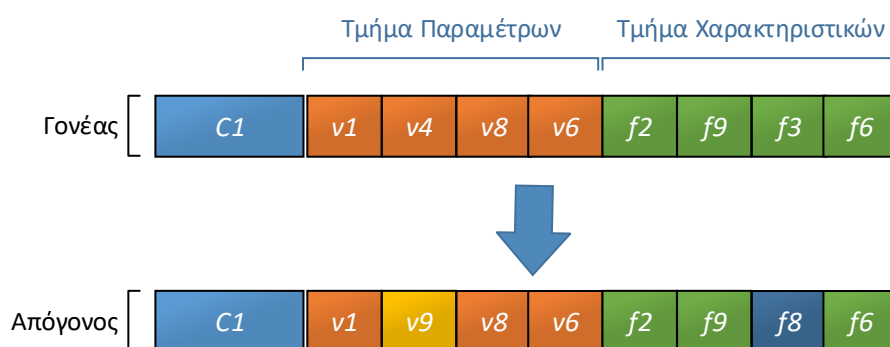 Τμήμα Παραμέτρων Τμήμα Χαρακτηριστικών
Γονέας C1 v1 v4 v8 v6 f2 f9 f3 f6
Απόγονος C1 v1 v9 v8 v6 f2 f9 f8 f6